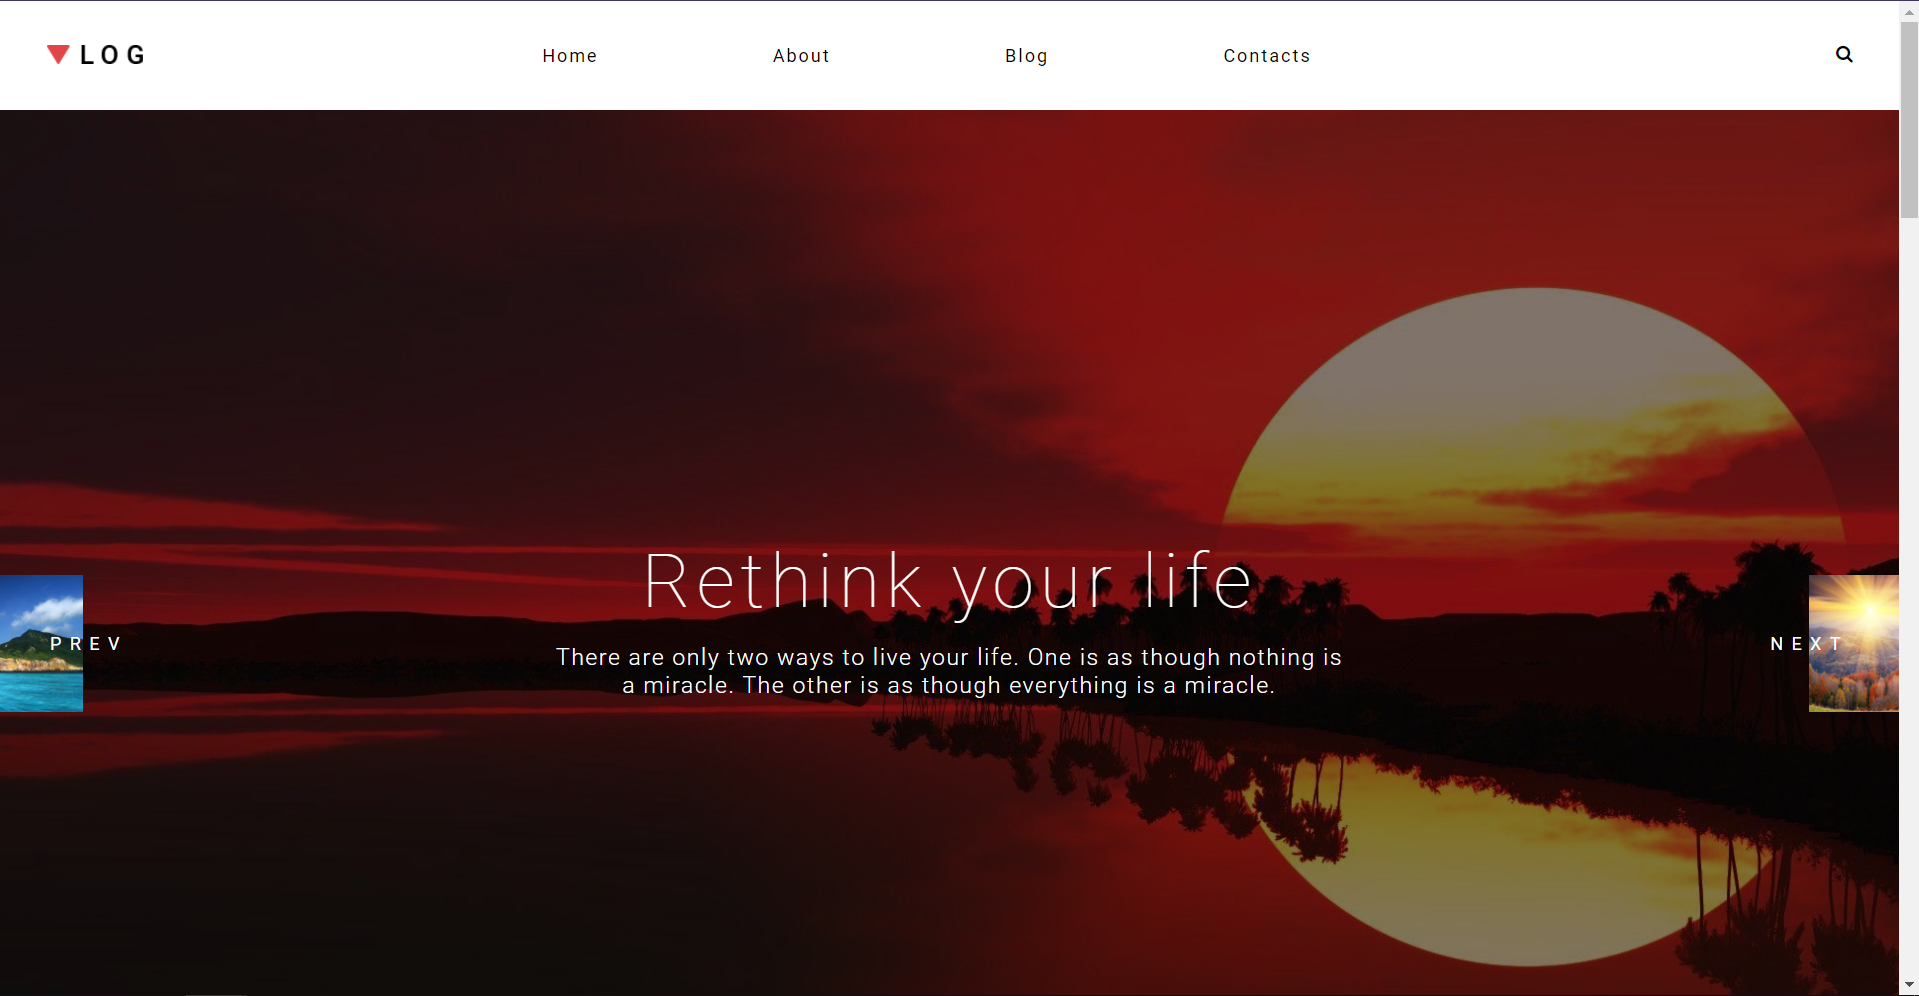 LOG
Home
About
Blog
Contacts
Rethink your life
PREV
NEXT
There are only two ways to live your life. One is as though nothing is
a miracle. The other is as though everything is a miracle.